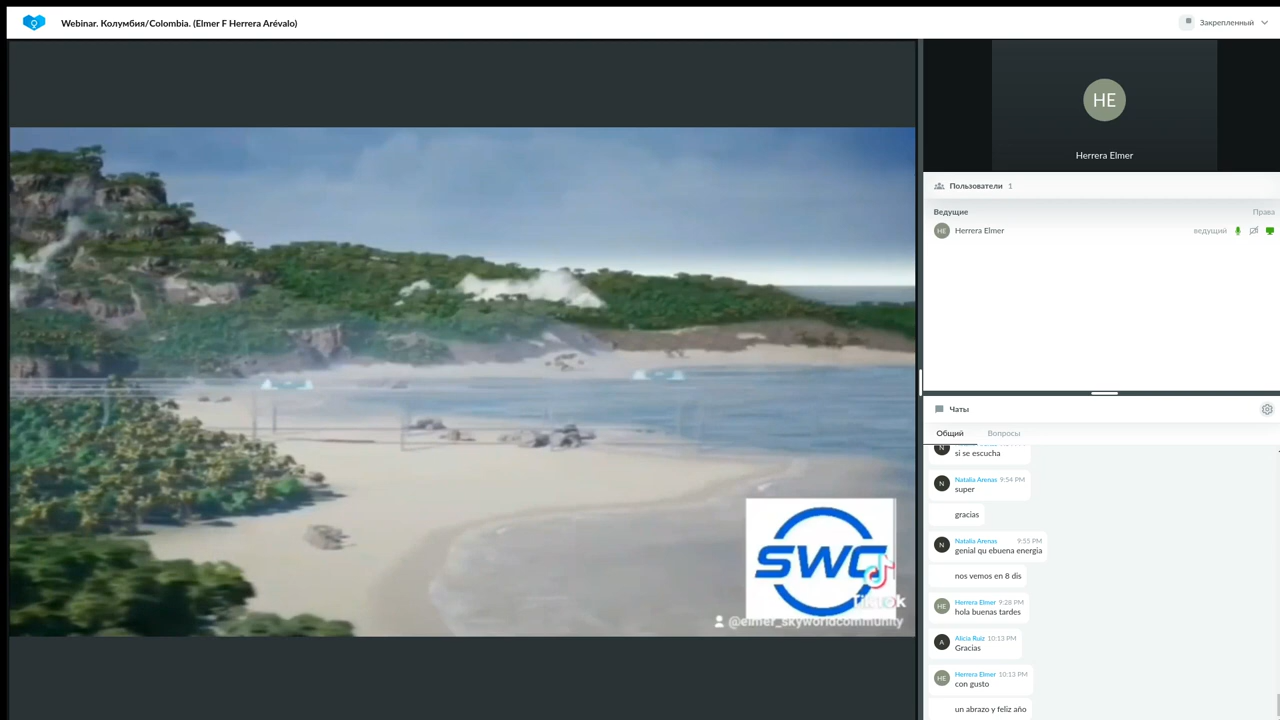 Webinar. Колумбия/Colombia. (Elmer F Herrera Arévalo)
Закрепленный
HE
Herrera Elmer
Пользователи 1
Ведущие
Права
HE
Herrera Elmer
ведущий
SWC
TikTok
@elmer_skyworldcommunity
Чаты
Общий
Вопросы
N
si se escucha
N
Natalia Arenas 9:54 PM
super
gracias
N
Natalia Arenas 9:55 PM
genial qu ebuena energia
nos vemos en 8 dis
HE
Herrera Elmer 9:28 PM
hola buenas tardes
A
Alicia Ruiz 10:13 PM
Gracias
HE
Herrera Elmer 10:13 PM
con gusto
un abrazo y feliz año